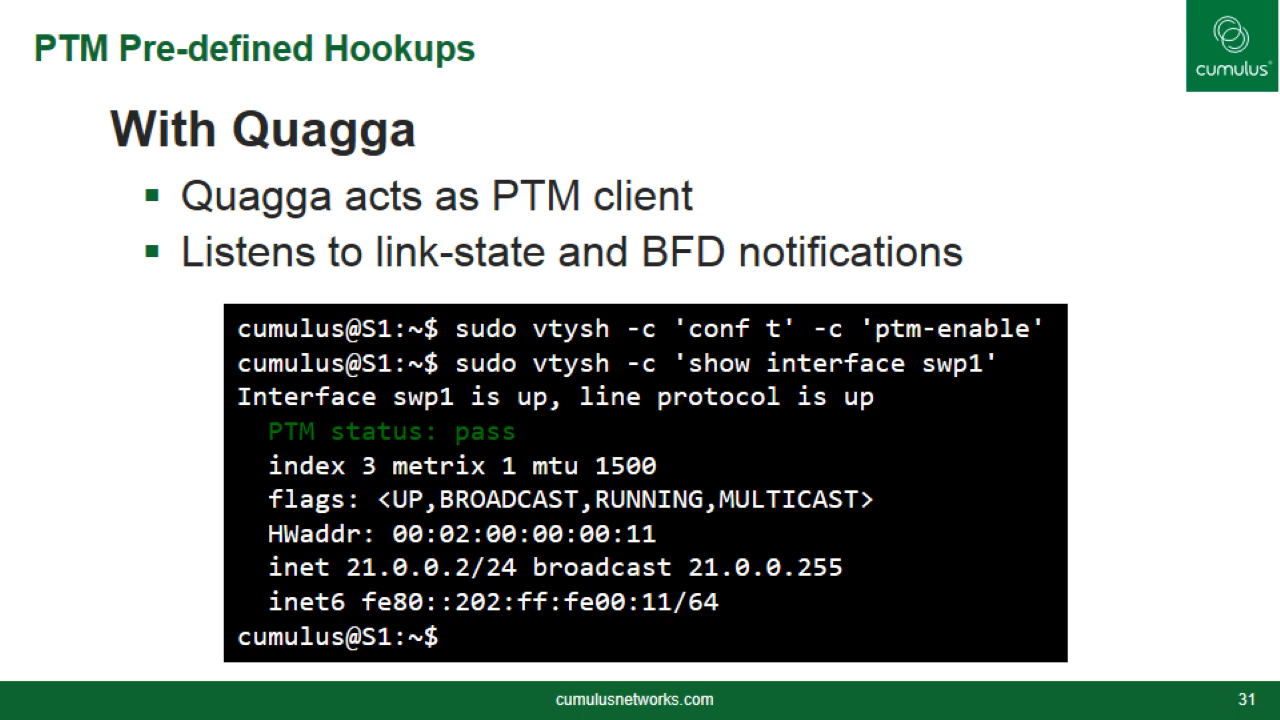 PTM Pre-defined Hookups
cumulus®
With Quagga
▪ Quagga acts as PTM client
▪ Listens to link-state and BFD notifications
cumulus@S1:~$ sudo vtysh -c 'conf t' -c 'ptm-enable'
cumulus@S1:~$ sudo vtysh -c 'show interface swp1'
Interface swp1 is up, line protocol is up
  PTM status: pass
  index 3 metrix 1 mtu 1500
  flags: <UP,BROADCAST,RUNNING,MULTICAST>
  HWaddr: 00:02:00:00:00:11
  inet 21.0.0.2/24 broadcast 21.0.0.255
  inet6 fe80::202:ff:fe00:11/64
cumulus@S1:~$
cumulusnetworks.com
31